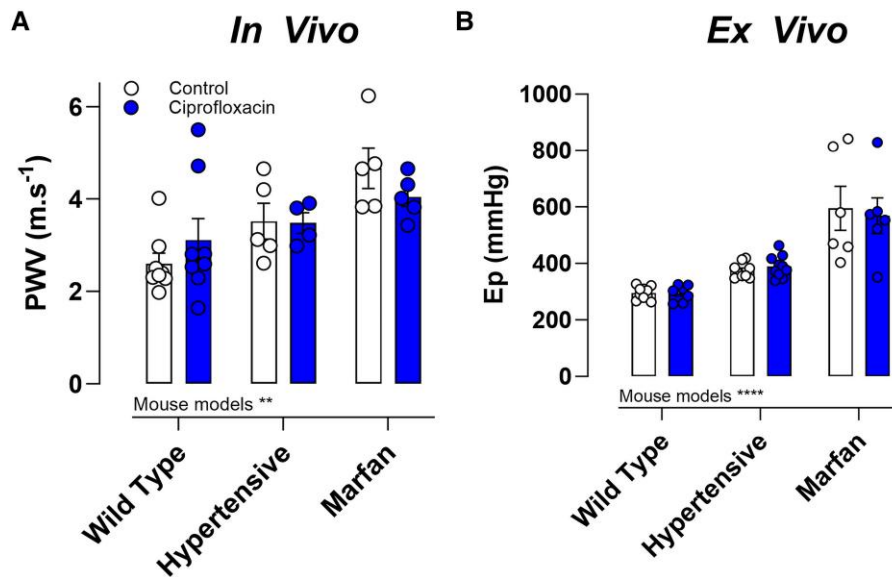 A
In Vivo
Control
Ciprofloxacin
PWV (m.s⁻¹)
6
4
2
0
Mouse models **
Wild Type
Hypertensive
Marfan
B
Ex Vivo
Ep (mmHg)
1000
800
600
400
200
0
Mouse models ****
Wild Type
Hypertensive
Marfan